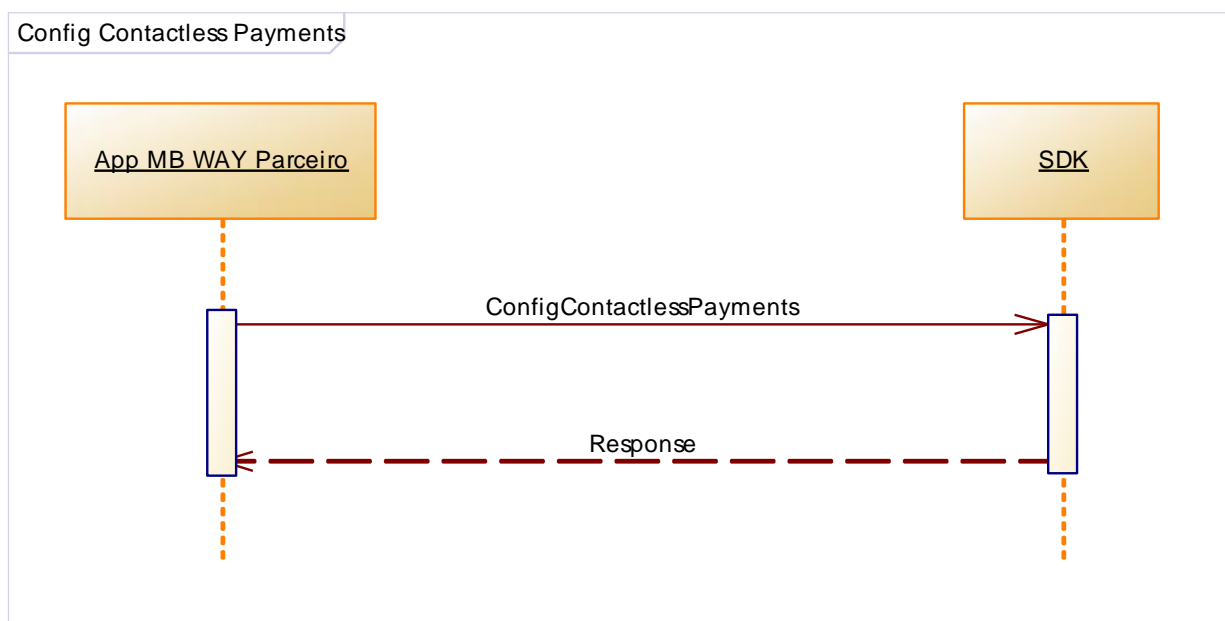 Config Contactless Payments
App MB WAY Parceiro
SDK
ConfigContactlessPayments
Response